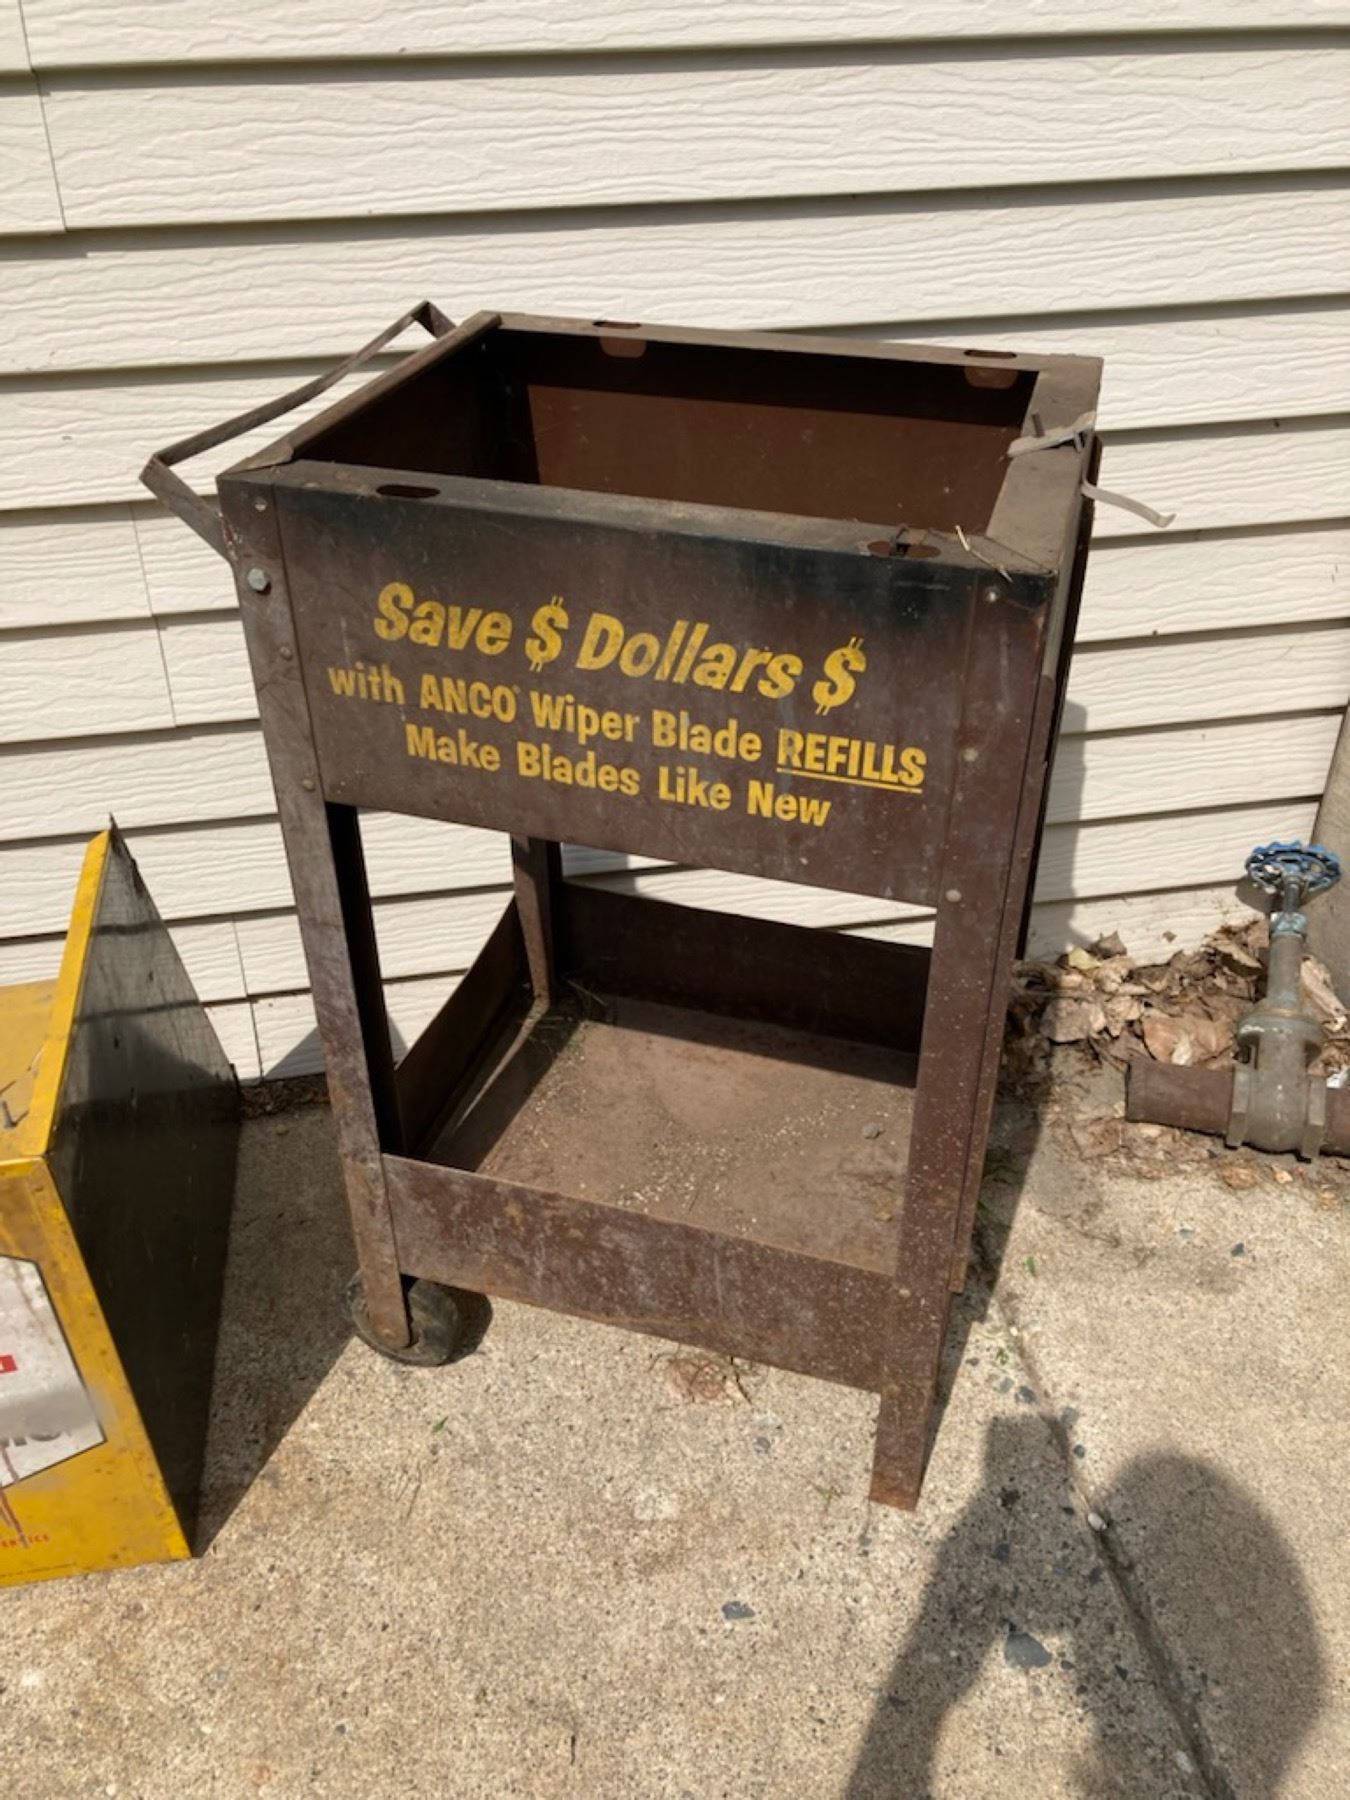 Save $ Dollars $
with ANCO® Wiper Blade REFILLS
Make Blades Like New